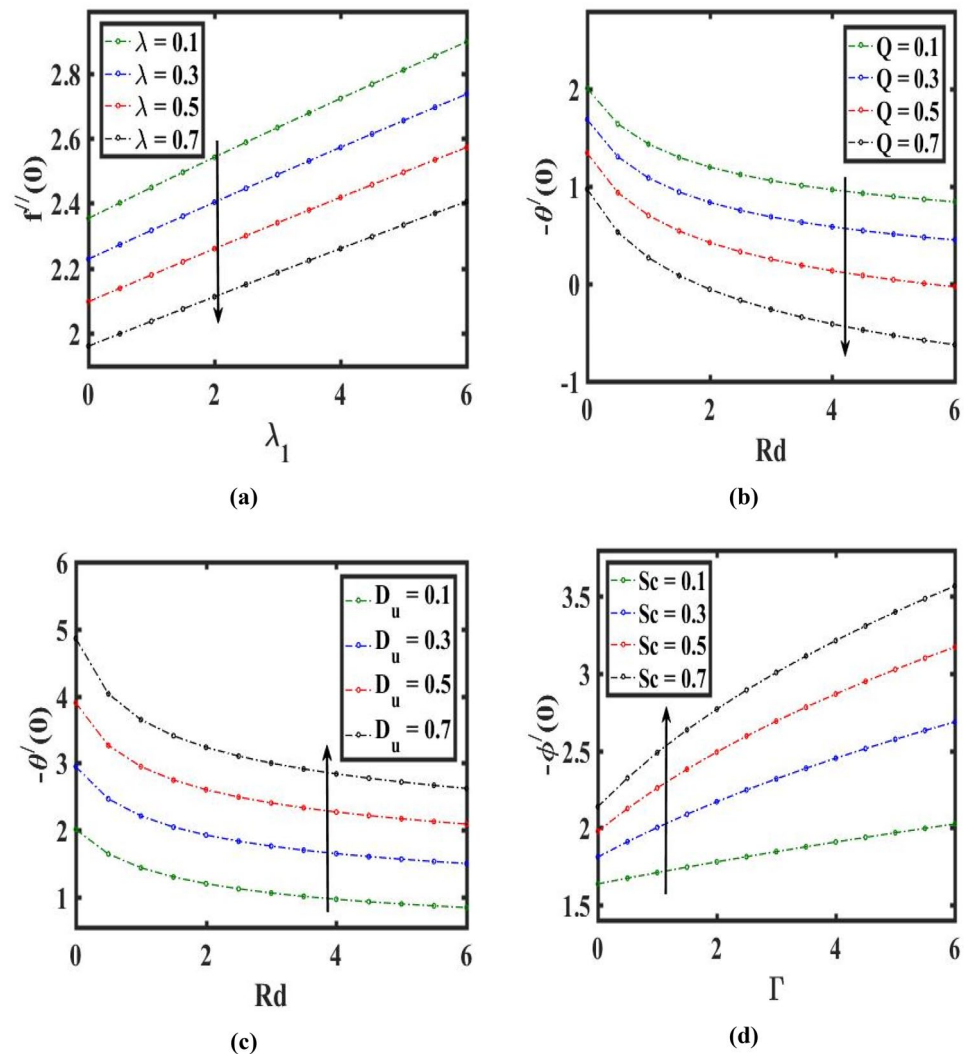 λ = 0.1
λ = 0.3
λ = 0.5
λ = 0.7
2.8
2.6
2.4
2.2
2
f//(0)
0 2 4 6
λ1
(a)
Q = 0.1
Q = 0.3
Q = 0.5
Q = 0.7
2
1
0
-1
-θ/(0)
0 2 4 6
Rd
(b)
Du = 0.1
Du = 0.3
Du = 0.5
Du = 0.7
6
5
4
3
2
1
-θ/(0)
0 2 4 6
Rd
(c)
Sc = 0.1
Sc = 0.3
Sc = 0.5
Sc = 0.7
3.5
3
2.5
2
1.5
1.4
-ϕ/(0)
0 2 4 6
Γ
(d)